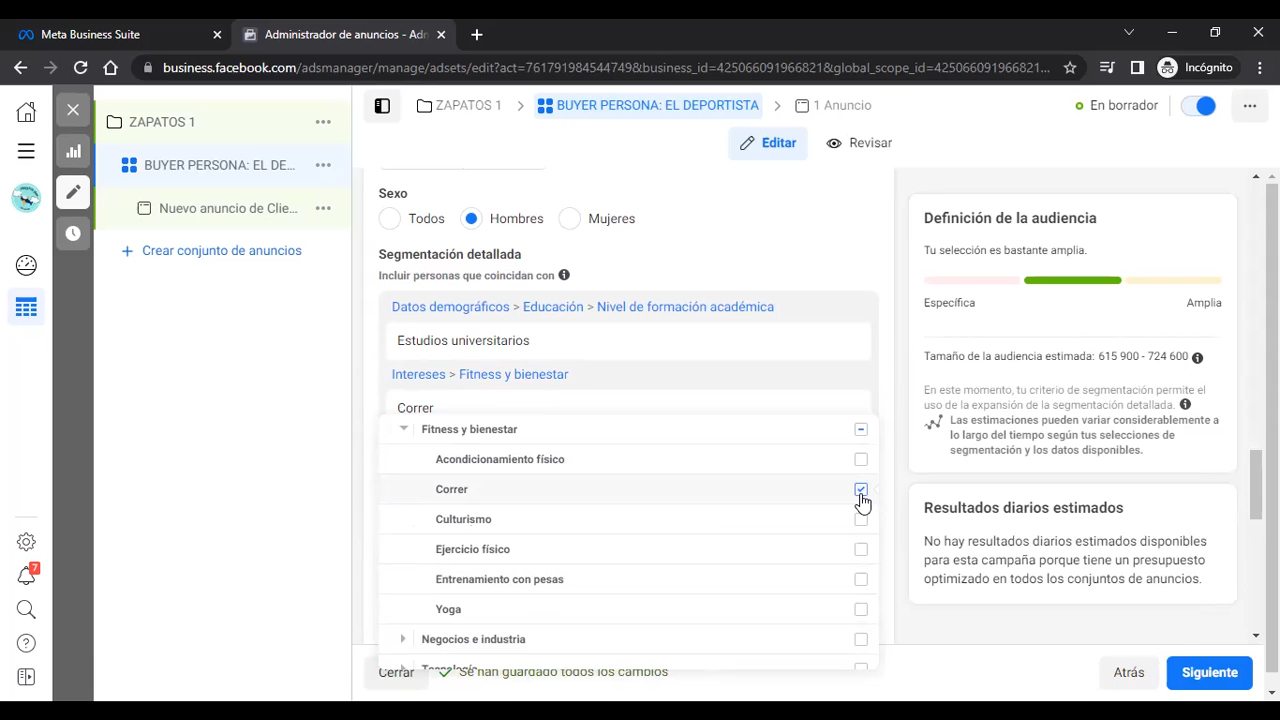 Meta Business Suite
Administrador de anuncios - Adn
business.facebook.com/adsmanager/manage/adsets/edit?act=761791984544749&business_id=425066010966821&global_scope_id=425066010966821...
Incógnito
ZAPATOS 1
BUYER PERSONA: EL DE...
Nuevo anuncio de Clie...
+ Crear conjunto de anuncios
7
ZAPATOS 1 > BUYER PERSONA: EL DEPORTISTA > 1 Anuncio
En borrador
Editar
Revisar
Sexo
Todos
Hombres
Mujeres
Segmentación detallada
Incluir personas que coincidan con
Datos demográficos > Educación > Nivel de formación académica
Estudios universitarios
Intereses > Fitness y bienestar
Correr
Fitness y bienestar
Acondicionamiento físico
Correr
Culturismo
Ejercicio físico
Entrenamiento con pesas
Yoga
Negocios e industria
Tecnología
Cerrar
Se han guardado todos los cambios
Atrás
Siguiente
Definición de la audiencia
Tu selección es bastante amplia.
Específica
Amplia
Tamaño de la audiencia estimada: 615 900 - 724 600
En este momento, tu criterio de segmentación permite el
uso de la expansión de la segmentación detallada.
Las estimaciones pueden variar considerablemente a
lo largo del tiempo según tus selecciones de
segmentación y los datos disponibles.
Resultados diarios estimados
No hay resultados diarios estimados disponibles
para esta campaña porque tiene un presupuesto
optimizado en todos los conjuntos de anuncios.